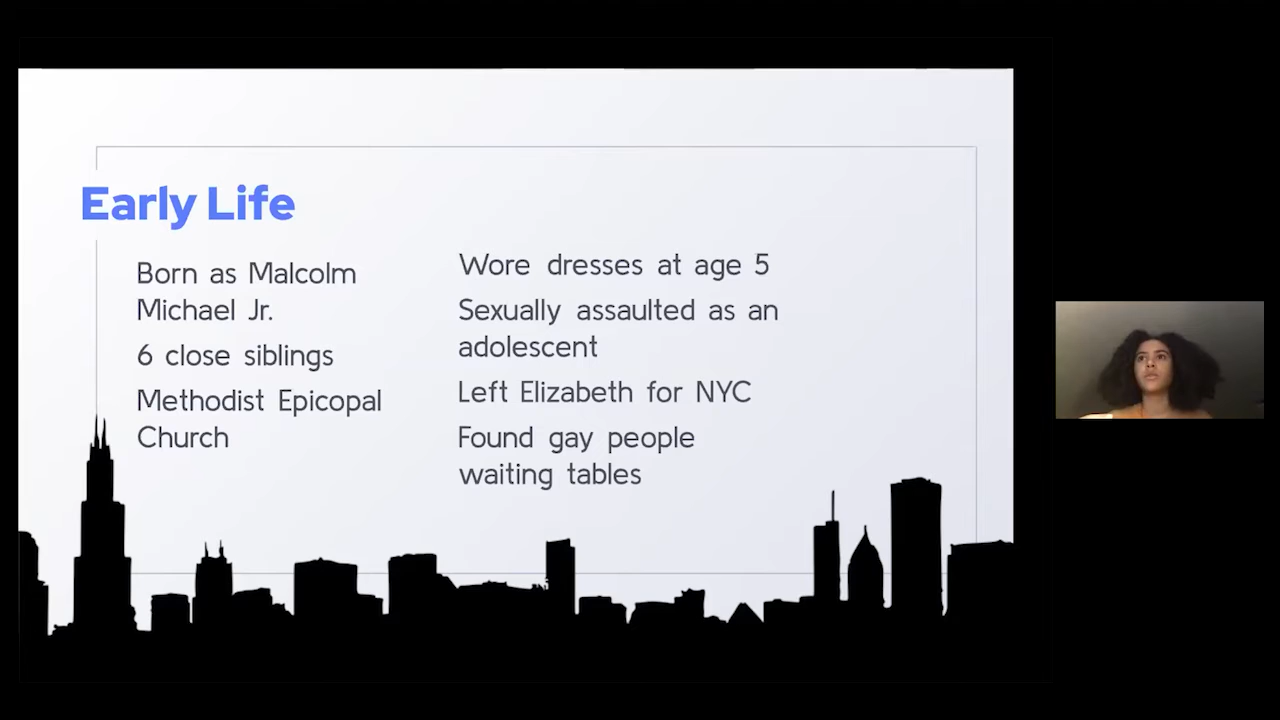 Early Life
Born as Malcolm
Michael Jr.
6 close siblings
Methodist Epicopal
Church
Wore dresses at age 5
Sexually assaulted as an
adolescent
Left Elizabeth for NYC
Found gay people
waiting tables